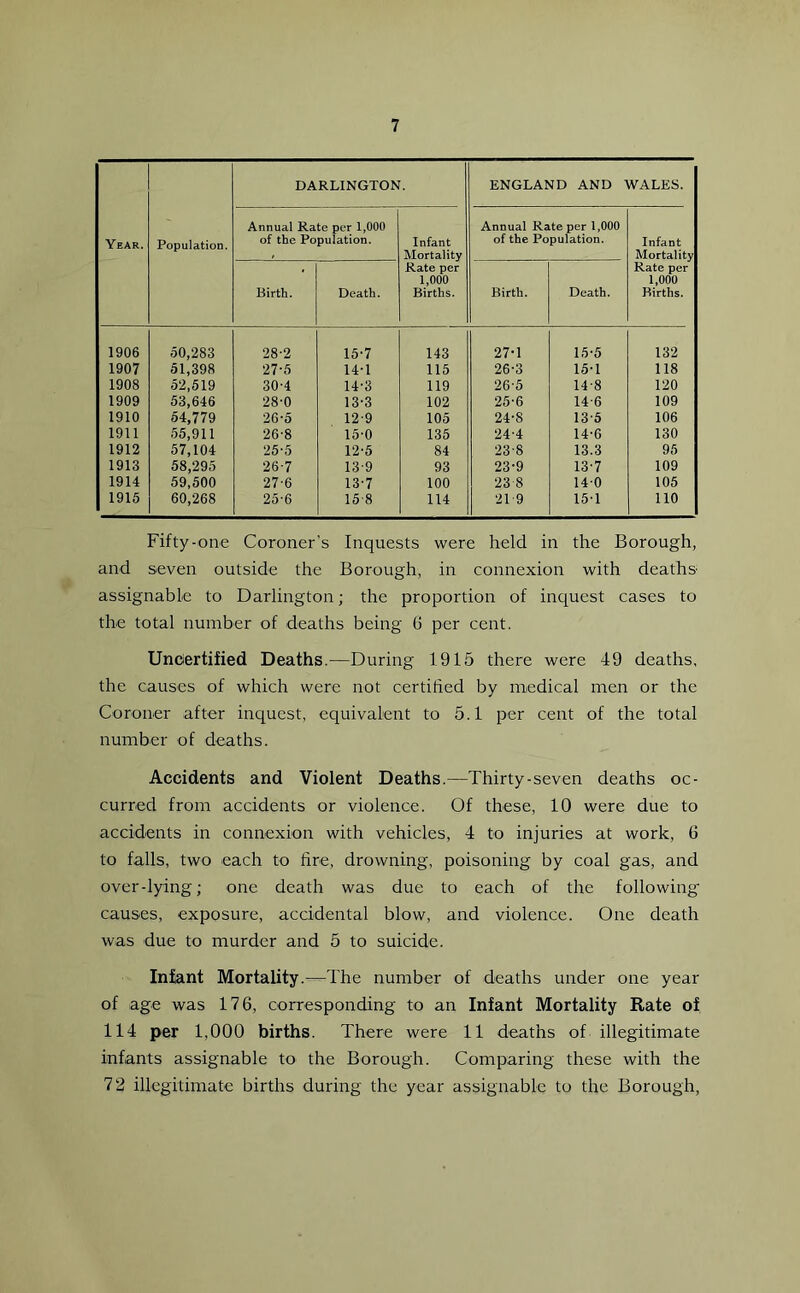 7
DARLINGTON. ENGLAND AND WALES.
YEAR. Population. Annual Rate per 1,000 of the Population. Infant Mortality Rate per 1,000 Births. Annual Rate per 1,000 of the Population. Infant Mortality Rate per 1,000 Births.
Birth. Death. Birth. Death.
1906 50,283 28·2 15·7 143 27·1 15·5 132
1907 51,398 27·5 14·1 115 26·3 15·1 118
1908 52,519 30·4 14·3 119 26·5 14·8 120
1909 53,646 28·0 13·3 102 25·6 14·6 109
1910 54,779 26·5 12·9 105 24·8 13·5 106
1911 55,911 26·8 15·0 135 24·4 14·6 130
1912 57,104 25·5 12·5 84 23·8 13.3 95
1913 58,295 26·7 13·9 93 23·9 13·7 109
1914 59,500 27·6 13·7 100 23·8 14·0 105
1915 60,268 25·6 15·8 114 21·9 15·1 110
Fifty-one Coroner's Inquests were held in the Borough,
and seven outside the Borough, in connexion with deaths
assignable to Darlington; the proportion of inquest cases to
the total number of deaths being 6 per cent.
Uncertified Deaths.—During 1915 there were 49 deaths,
the causes of which were not certified by medical men or the
Coroner after inquest, equivalent to 5.1 per cent of the total
number of deaths.
Accidents and Violent Deaths.—Thirty-seven deaths oc-
curred from accidents or violence. Of these, 10 were due to
accidents in connexion with vehicles, 4 to injuries at work, 6
to falls, two each to fire, drowning, poisoning by coal gas, and
over-lying; one death was due to each of the following
causes, exposure, accidental blow, and violence. One death
was due to murder and 5 to suicide.
Infant Mortality.—The number of deaths under one year
of age was 176, corresponding to an Infant Mortality Rate of
114 per 1,000 births. There were 11 deaths of illegitimate
infants assignable to the Borough. Comparing these with the
72 illegitimate births during the year assignable to the Borough,